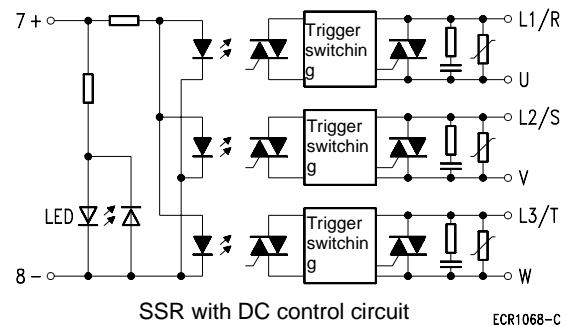 7+
L1/R
Trigger
switchin
g
U
L2/S
Trigger
switchin
g
V
LED
L3/T
Trigger
switchin
g
8-
W
SSR with DC control circuit
ECR1068-C